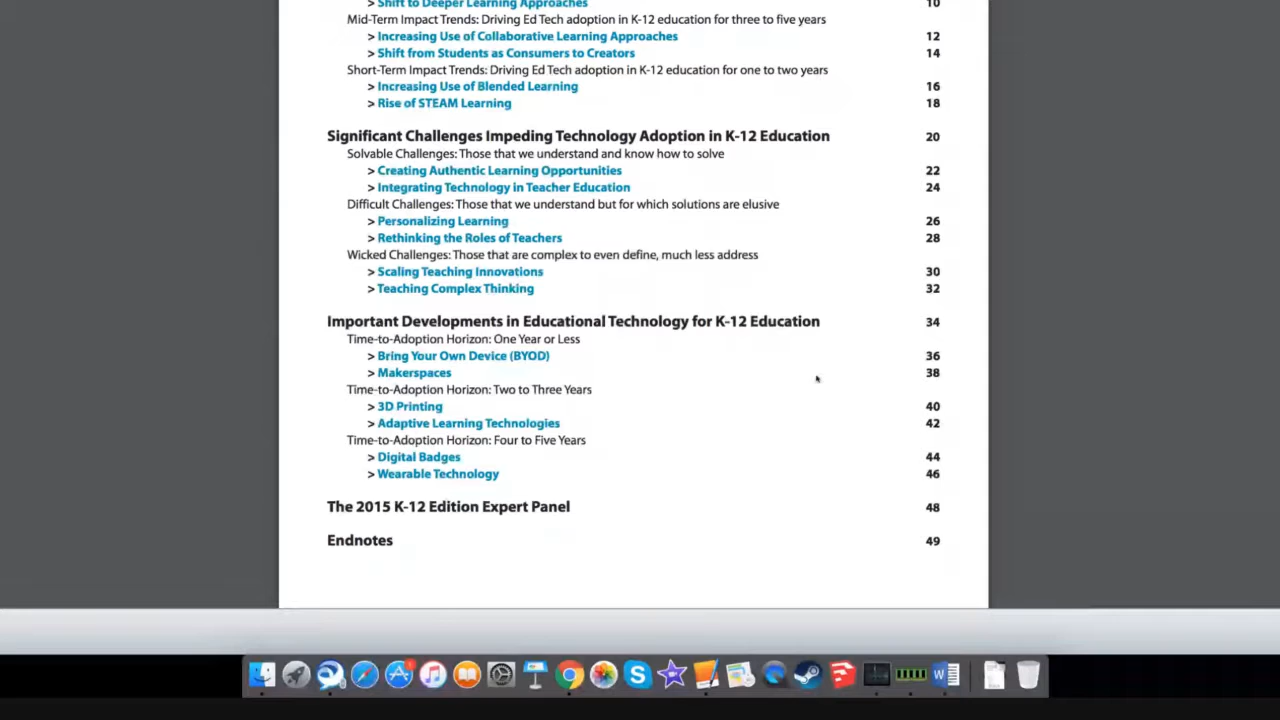 > Shift to Deeper Learning Approaches 10
Mid-Term Impact Trends: Driving Ed Tech adoption in K-12 education for three to five years
> Increasing Use of Collaborative Learning Approaches 12
> Shift from Students as Consumers to Creators 14
Short-Term Impact Trends: Driving Ed Tech adoption in K-12 education for one to two years
> Increasing Use of Blended Learning 16
> Rise of STEAM Learning 18
Significant Challenges Impeding Technology Adoption in K-12 Education 20
Solvable Challenges: Those that we understand and know how to solve
> Creating Authentic Learning Opportunities 22
> Integrating Technology in Teacher Education 24
Difficult Challenges: Those that we understand but for which solutions are elusive
> Personalizing Learning 26
> Rethinking the Roles of Teachers 28
Wicked Challenges: Those that are complex to even define, much less address
> Scaling Teaching Innovations 30
> Teaching Complex Thinking 32
Important Developments in Educational Technology for K-12 Education 34
Time-to-Adoption Horizon: One Year or Less
> Bring Your Own Device (BYOD) 36
> Makerspaces 38
Time-to-Adoption Horizon: Two to Three Years
> 3D Printing 40
> Adaptive Learning Technologies 42
Time-to-Adoption Horizon: Four to Five Years
> Digital Badges 44
> Wearable Technology 46
The 2015 K-12 Edition Expert Panel 48
Endnotes 49